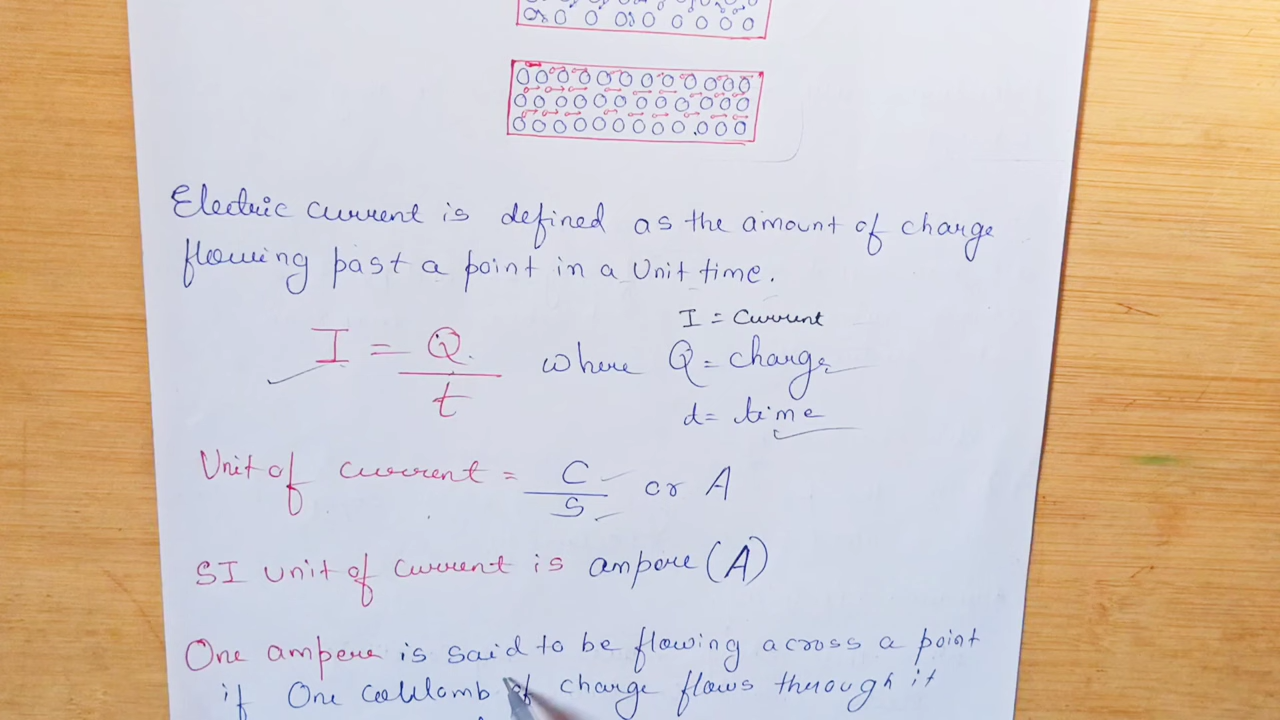 Electric current is defined as the amount of charge
flowing past a point in a Unit time.
I = Current
I = Q/t where Q = charge
d = time
Unit of current = C/S or A
SI unit of current is ampere (A)
One ampere is said to be flowing across a point
if One coulomb of charge flows through it